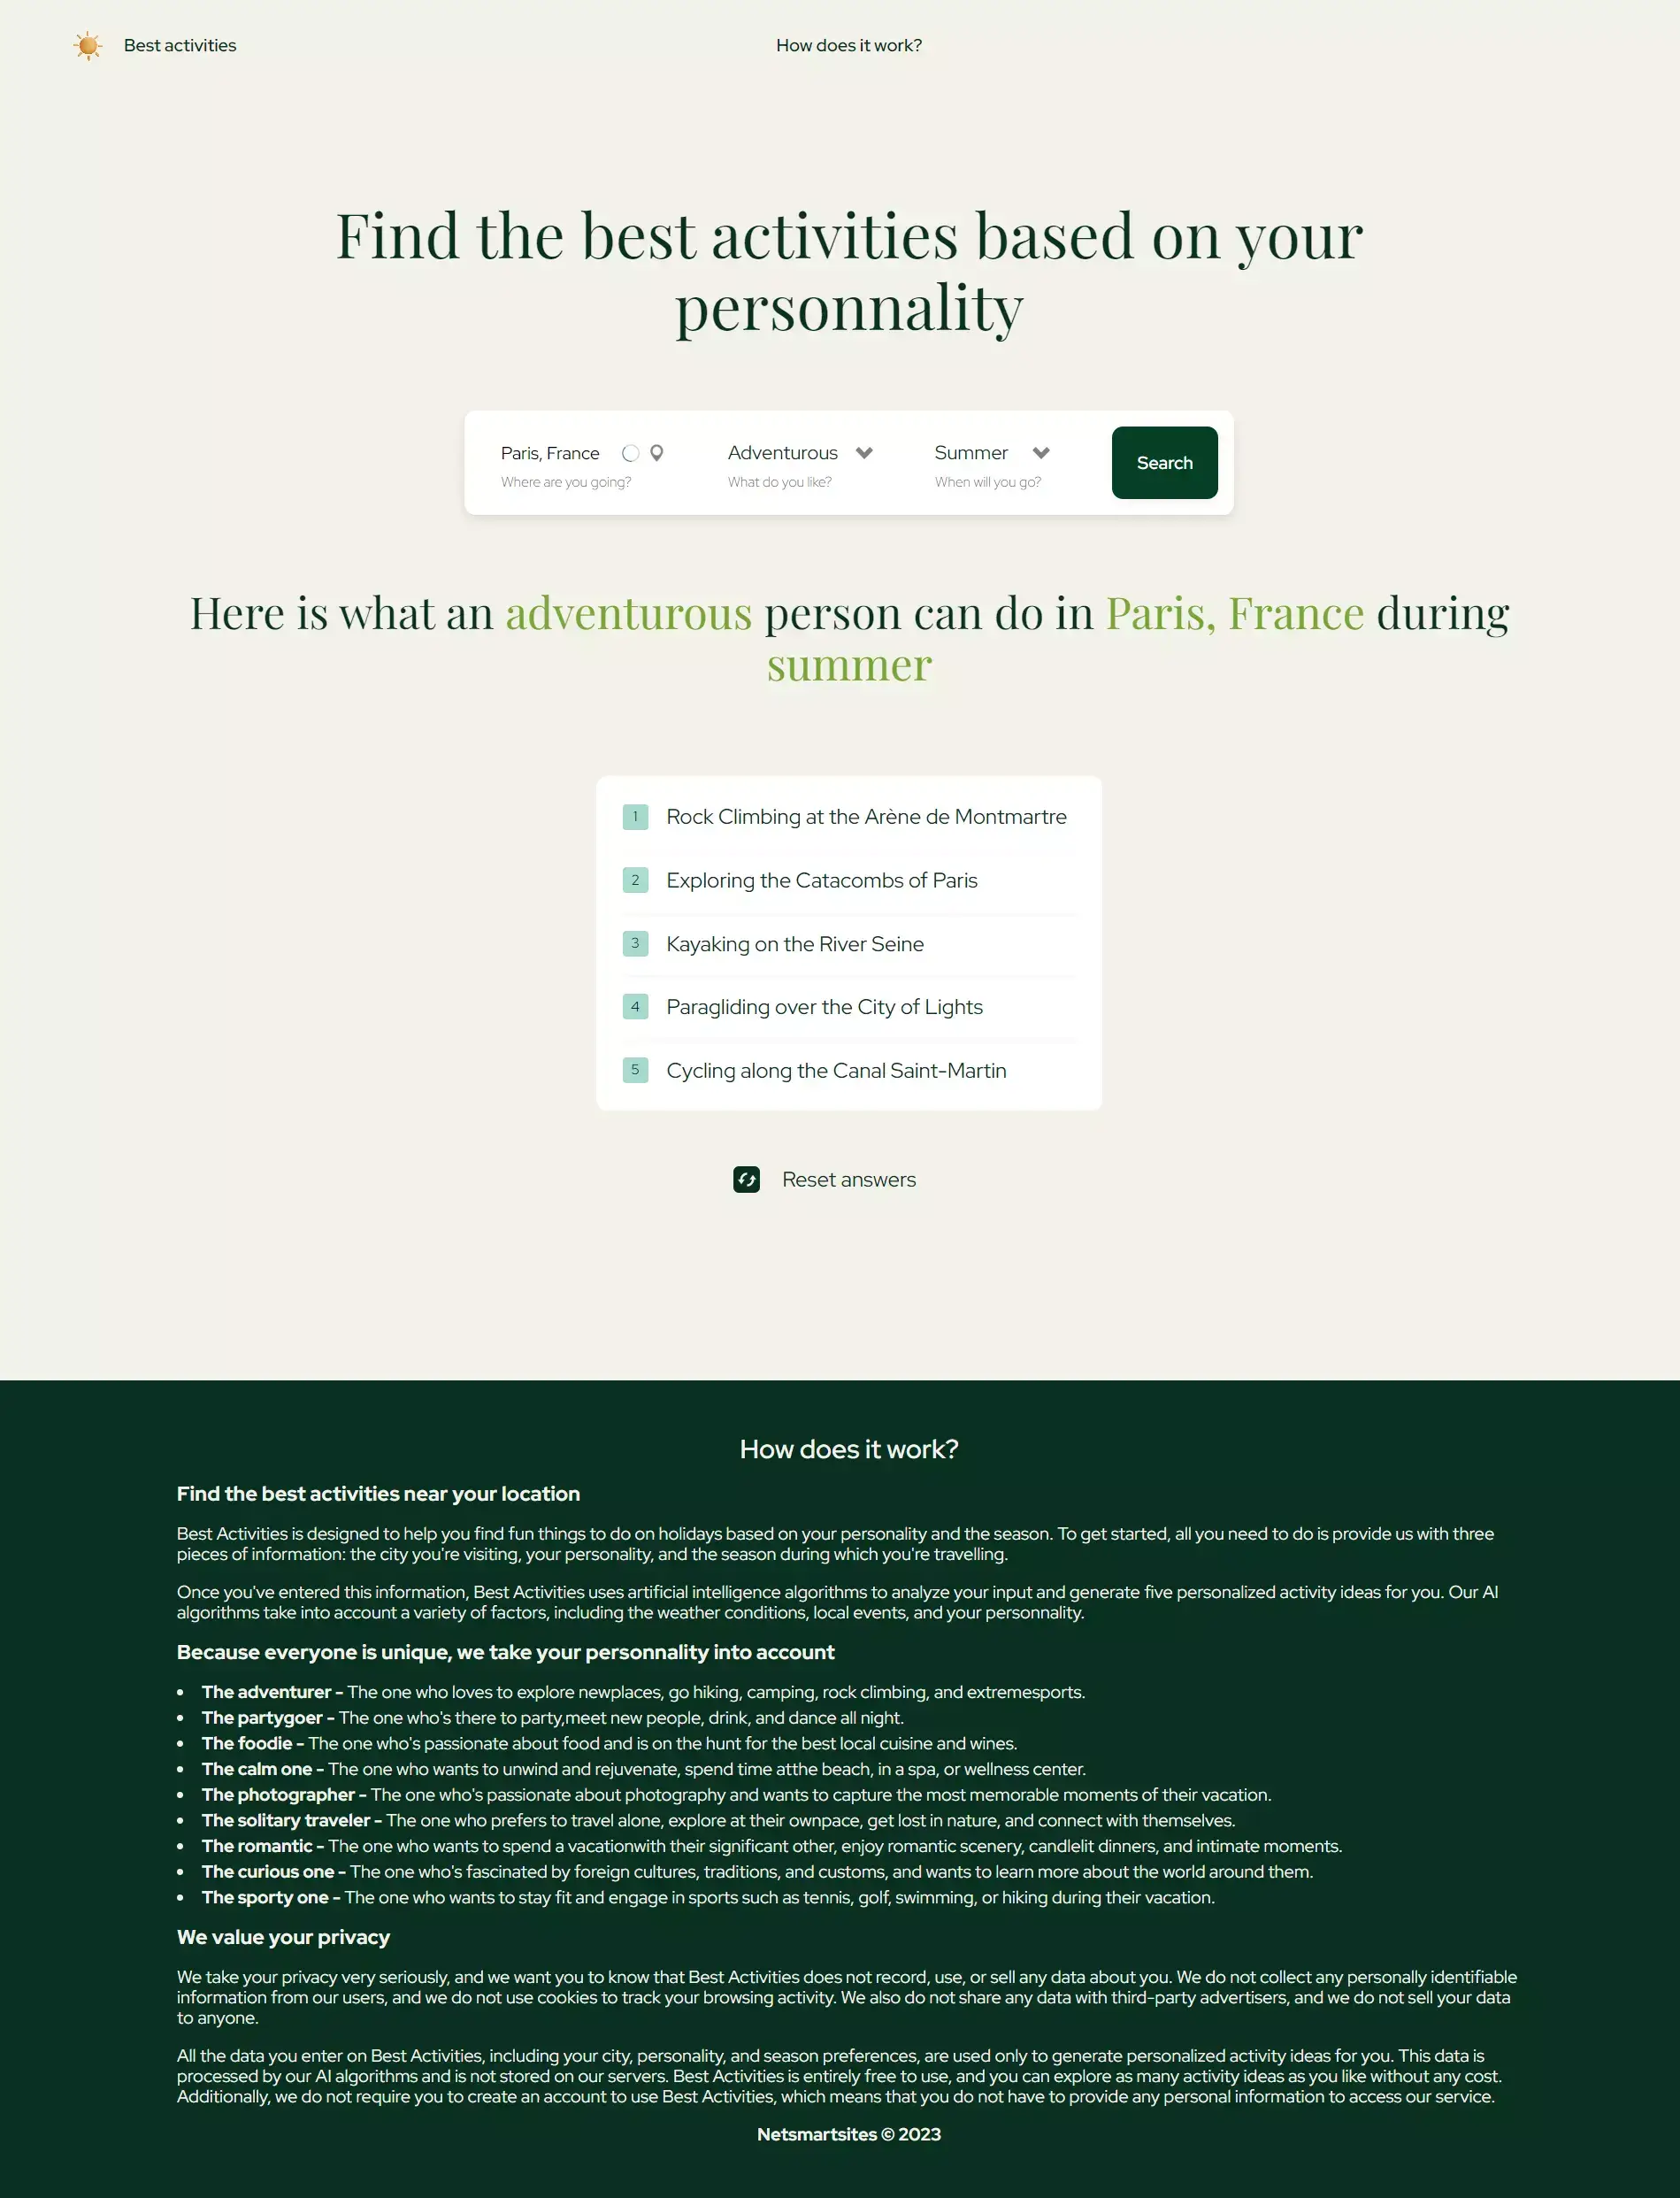 Best activities
How does it work?
Find the best activities based on your
personnality
Paris, France
Where are you going?
Adventurous
What do you like?
Summer
When will you go?
Search
Here is what an adventurous person can do in Paris, France during
summer
1 Rock Climbing at the Arène de Montmartre
2 Exploring the Catacombs of Paris
3 Kayaking on the River Seine
4 Paragliding over the City of Lights
5 Cycling along the Canal Saint-Martin
Reset answers
How does it work?
Find the best activities near your location
Best Activities is designed to help you find fun things to do on holidays based on your personality and the season. To get started, all you need to do is provide us with three
pieces of information: the city you're visiting, your personality, and the season during which you're travelling.
Once you've entered this information, Best Activities uses artificial intelligence algorithms to analyze your input and generate five personalized activity ideas for you. Our AI
algorithms take into account a variety of factors, including the weather conditions, local events, and your personnality.
Because everyone is unique, we take your personnality into account
• The adventurer - The one who loves to explore newplaces, go hiking, camping, rock climbing, and extremesports.
• The partygoer - The one who's there to party,meet new people, drink, and dance all night.
• The foodie - The one who's passionate about food and is on the hunt for the best local cuisine and wines.
• The calm one - The one who wants to unwind and rejuvenate, spend time atthe beach, in a spa, or wellness center.
• The photographer - The one who's passionate about photography and wants to capture the most memorable moments of their vacation.
• The solitary traveler - The one who prefers to travel alone, explore at their ownpace, get lost in nature, and connect with themselves.
• The romantic - The one who wants to spend a vacationwith their significant other, enjoy romantic scenery, candlelit dinners, and intimate moments.
• The curious one - The one who's fascinated by foreign cultures, traditions, and customs, and wants to learn more about the world around them.
• The sporty one - The one who wants to stay fit and engage in sports such as tennis, golf, swimming, or hiking during their vacation.
We value your privacy
We take your privacy very seriously, and we want you to know that Best Activities does not record, use, or sell any data about you. We do not collect any personally identifiable
information from our users, and we do not use cookies to track your browsing activity. We also do not share any data with third-party advertisers, and we do not sell your data
to anyone.
All the data you enter on Best Activities, including your city, personality, and season preferences, are used only to generate personalized activity ideas for you. This data is
processed by our AI algorithms and is not stored on our servers. Best Activities is entirely free to use, and you can explore as many activity ideas as you like without any cost.
Additionally, we do not require you to create an account to use Best Activities, which means that you do not have to provide any personal information to access our service.
Netsmartsites © 2023